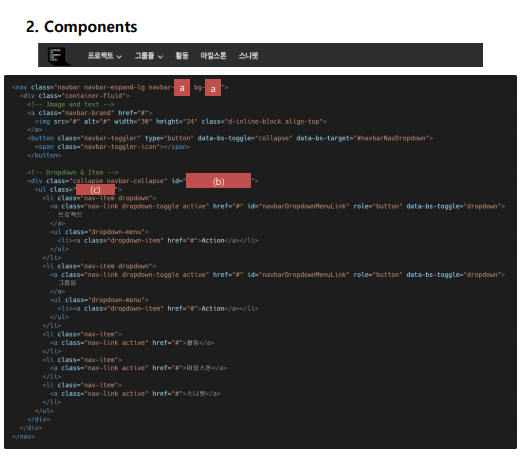 2. Components
프로젝트 그룹들 활동 마일스톤 스니펫
<nav class="navbar navbar-expand-lg navbar- a bg- a ">
<div class="container-fluid">
<!-- Image and text -->
<a class="navbar-brand" href="#">
<img src="#" alt="#" width="30" height="24" class="d-inline-block align-top">
</a>
<button class="navbar-toggler" type="button" data-bs-toggle="collapse" data-bs-target="#navbarNavDropdown">
<span class="navbar-toggler-icon"></span>
</button>
<!-- Dropdown & Item -->
<div class="collapse navbar-collapse" id=" (b) ">
<ul class=" (c) ">
<li class="nav-item dropdown">
<a class="nav-link dropdown-toggle active" href="#" id="navbarDropdownMenuLink" role="button" data-bs-toggle="dropdown">
프로젝트
</a>
<ul class="dropdown-menu">
<li><a class="dropdown-item" href="#">Action</a></li>
</ul>
</li>
<li class="nav-item dropdown">
<a class="nav-link dropdown-toggle active" href="#" id="navbarDropdownMenuLink" role="button" data-bs-toggle="dropdown">
그룹들
</a>
<ul class="dropdown-menu">
<li><a class="dropdown-item" href="#">Action</a></li>
</ul>
</li>
<li class="nav-item">
<a class="nav-link active" href="#">활동</a>
</li>
<li class="nav-item">
<a class="nav-link active" href="#">마일스톤</a>
</li>
<li class="nav-item">
<a class="nav-link active" href="#">스니펫</a>
</li>
</ul>
</div>
</div>
</nav>